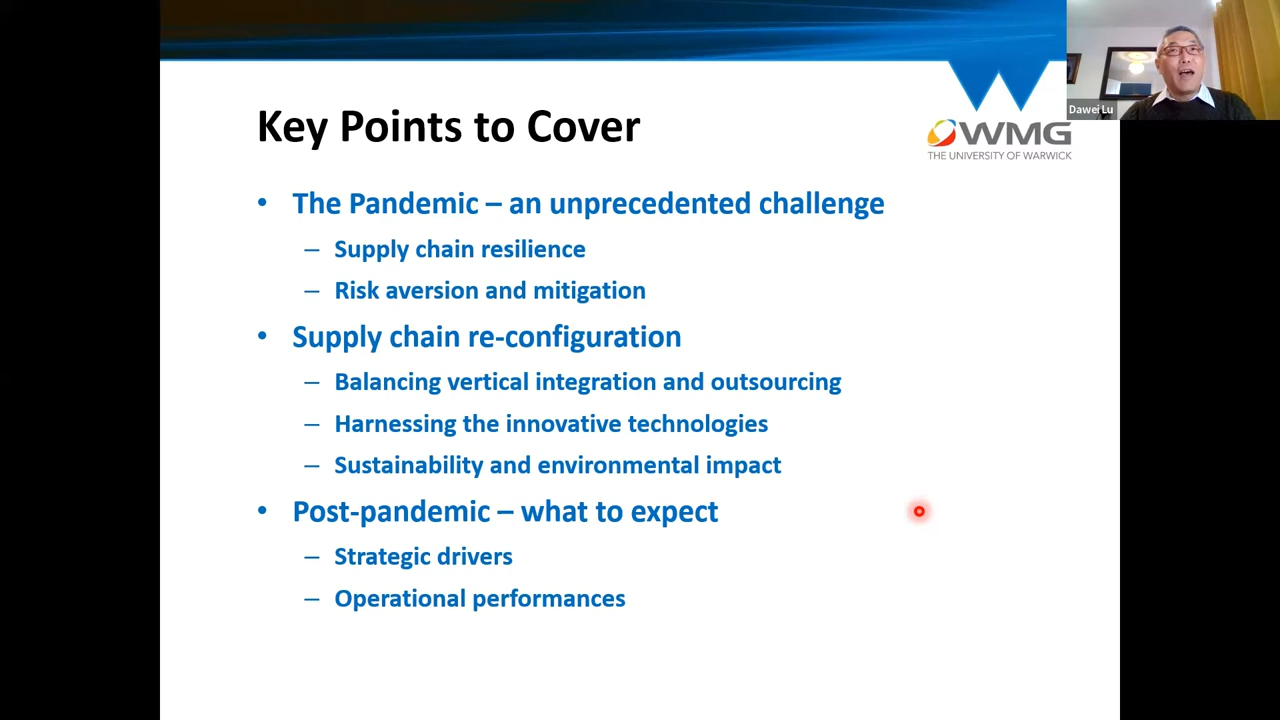 Dawei Lu
Key Points to Cover
WMG
THE UNIVERSITY OF WARWICK
• The Pandemic – an unprecedented challenge
– Supply chain resilience
– Risk aversion and mitigation
• Supply chain re-configuration
– Balancing vertical integration and outsourcing
– Harnessing the innovative technologies
– Sustainability and environmental impact
• Post-pandemic – what to expect
– Strategic drivers
– Operational performances